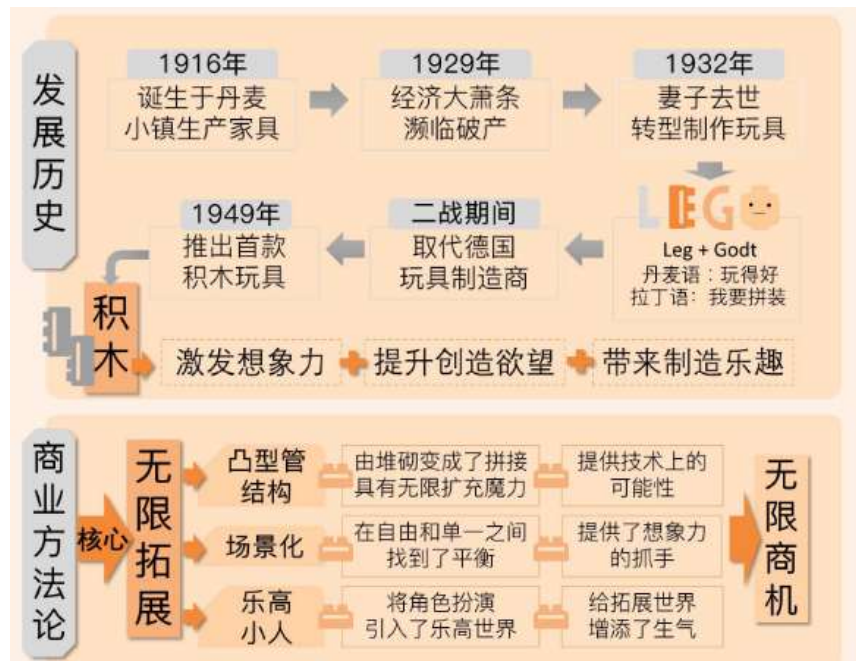 发展历史
1916年
诞生于丹麦
小镇生产家具
1929年
经济大萧条
濒临破产
1932年
妻子去世
转型制作玩具
LEGO
Leg + Godt
丹麦语：玩得好
拉丁语：我要拼装
二战期间
取代德国
玩具制造商
1949年
推出首款
积木玩具
积木
激发想象力
提升创造欲望
带来制造乐趣
商业方法论
核心
无限拓展
凸型管
结构
由堆砌变成了拼接
具有无限扩充魔力
提供技术上的
可能性
场景化
在自由和单一之间
找到了平衡
提供了想象力
的抓手
乐高
小人
将角色扮演
引入了乐高世界
给拓展世界
增添了生气
无限商机